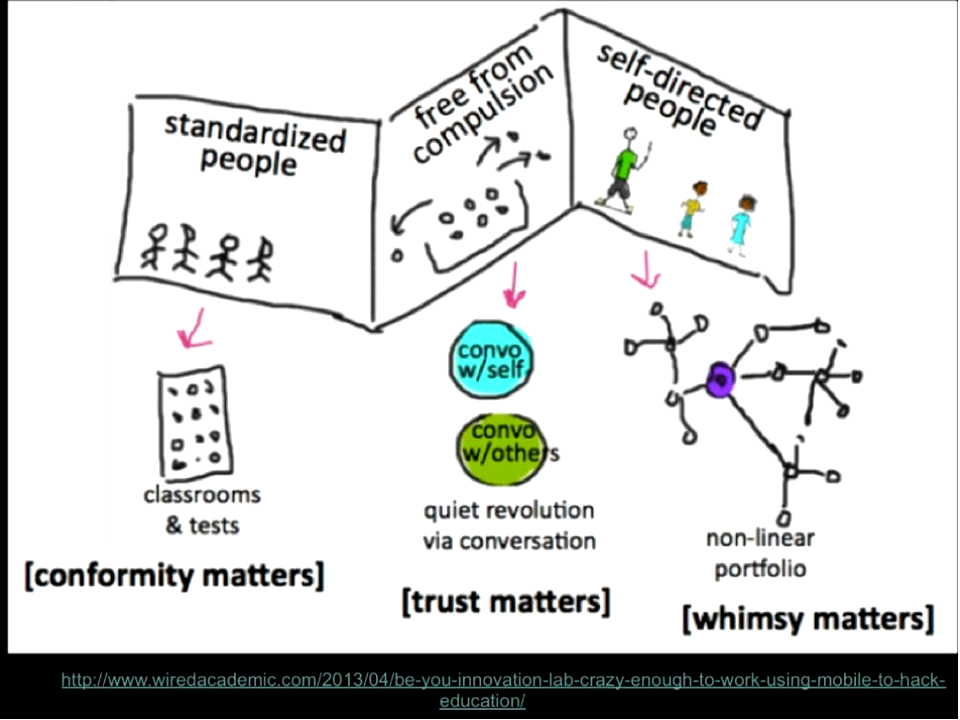 standardized
people
free from
compulsion
self-directed
people
convo
w/self
convo
w/others
classrooms
& tests
quiet revolution
via conversation
non-linear
portfolio
[conformity matters]
[trust matters]
[whimsy matters]
http://www.wiredacademic.com/2013/04/be-you-innovation-lab-crazy-enough-to-work-using-mobile-to-hack-
education/